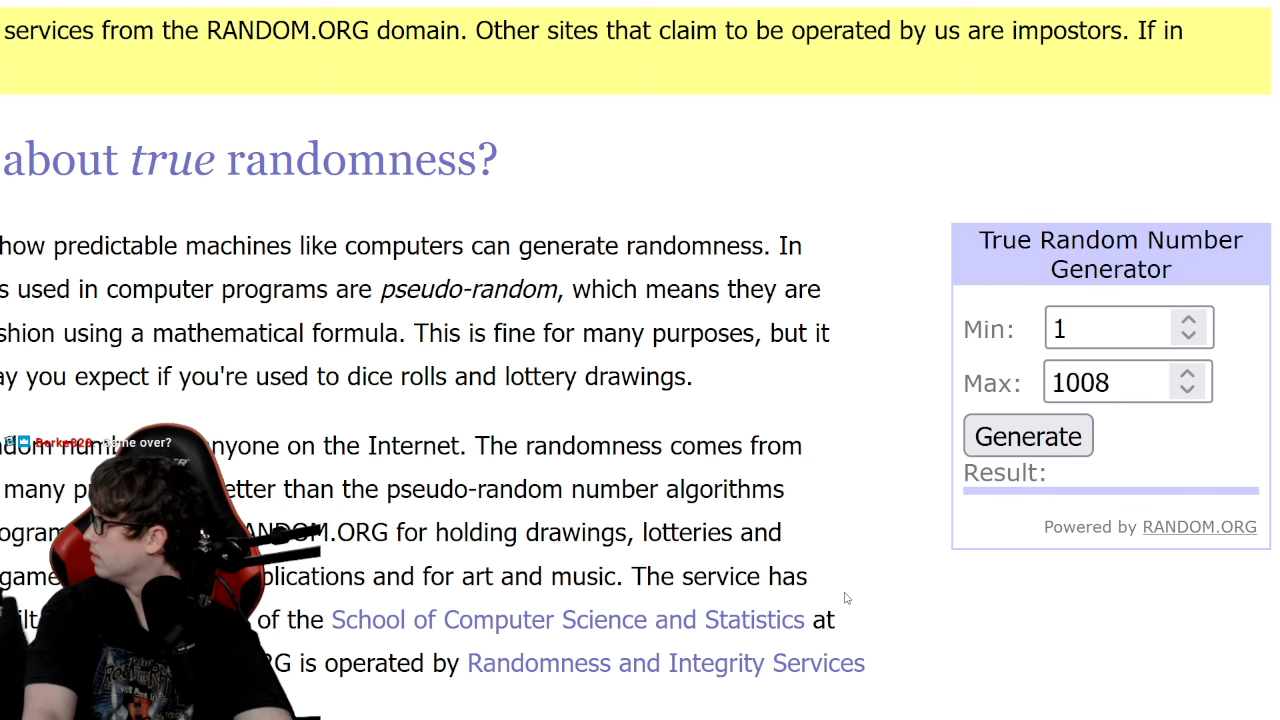 services from the RANDOM.ORG domain. Other sites that claim to be operated by us are impostors. If in
about true randomness?
how predictable machines like computers can generate randomness. In
s used in computer programs are pseudo-random, which means they are
shion using a mathematical formula. This is fine for many purposes, but it
ay you expect if you're used to dice rolls and lottery drawings.
Game over?
nyone on the Internet. The randomness comes from
many etter than the pseudo-random number algorithms
ANDOM.ORG for holding drawings, lotteries and
game plications and for art and music. The service has
ilt of the School of Computer Science and Statistics at
RG is operated by Randomness and Integrity Services
True Random Number
Generator
Min: 1
Max: 1008
Generate
Result:
Powered by RANDOM.ORG